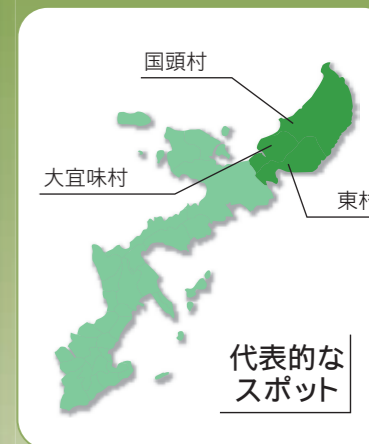 国頭村
大宜味村
東村
代表的な
スポット